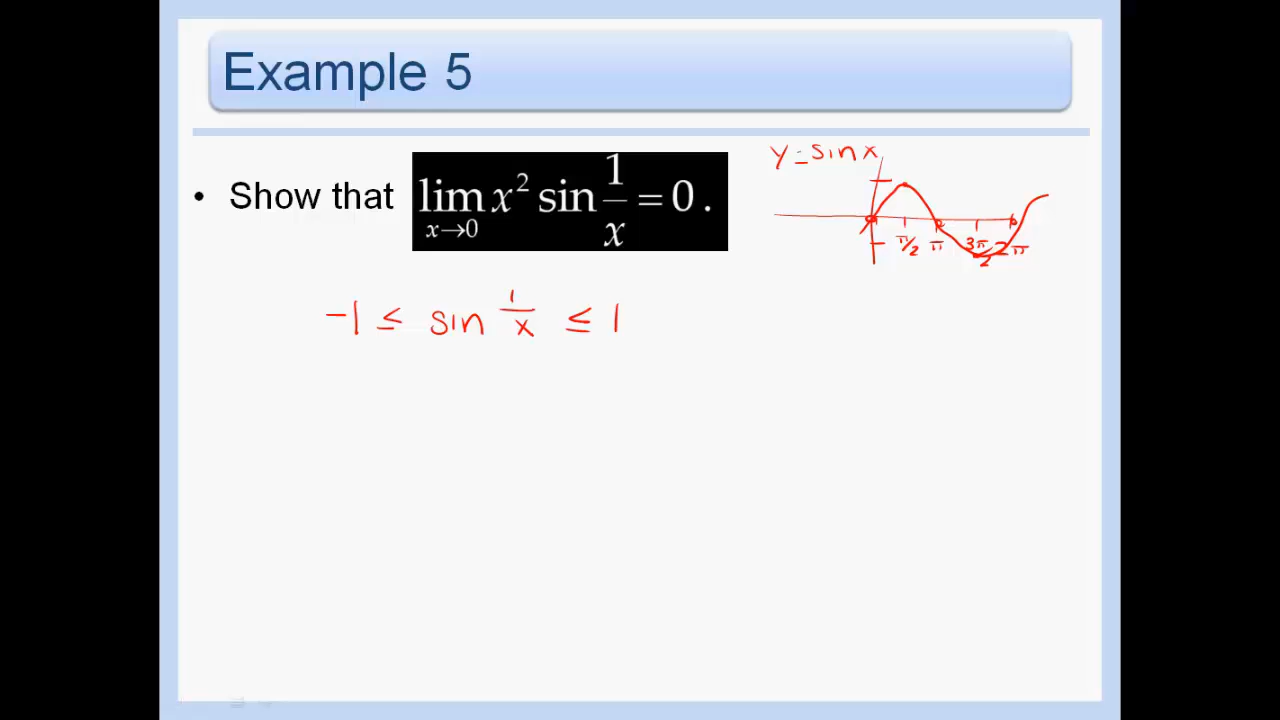 Example 5
• Show that lim x→0 x² sin 1/x = 0 .
y = sin x
π/2 π 3π/2 2π
-1 ≤ sin 1/x ≤ 1